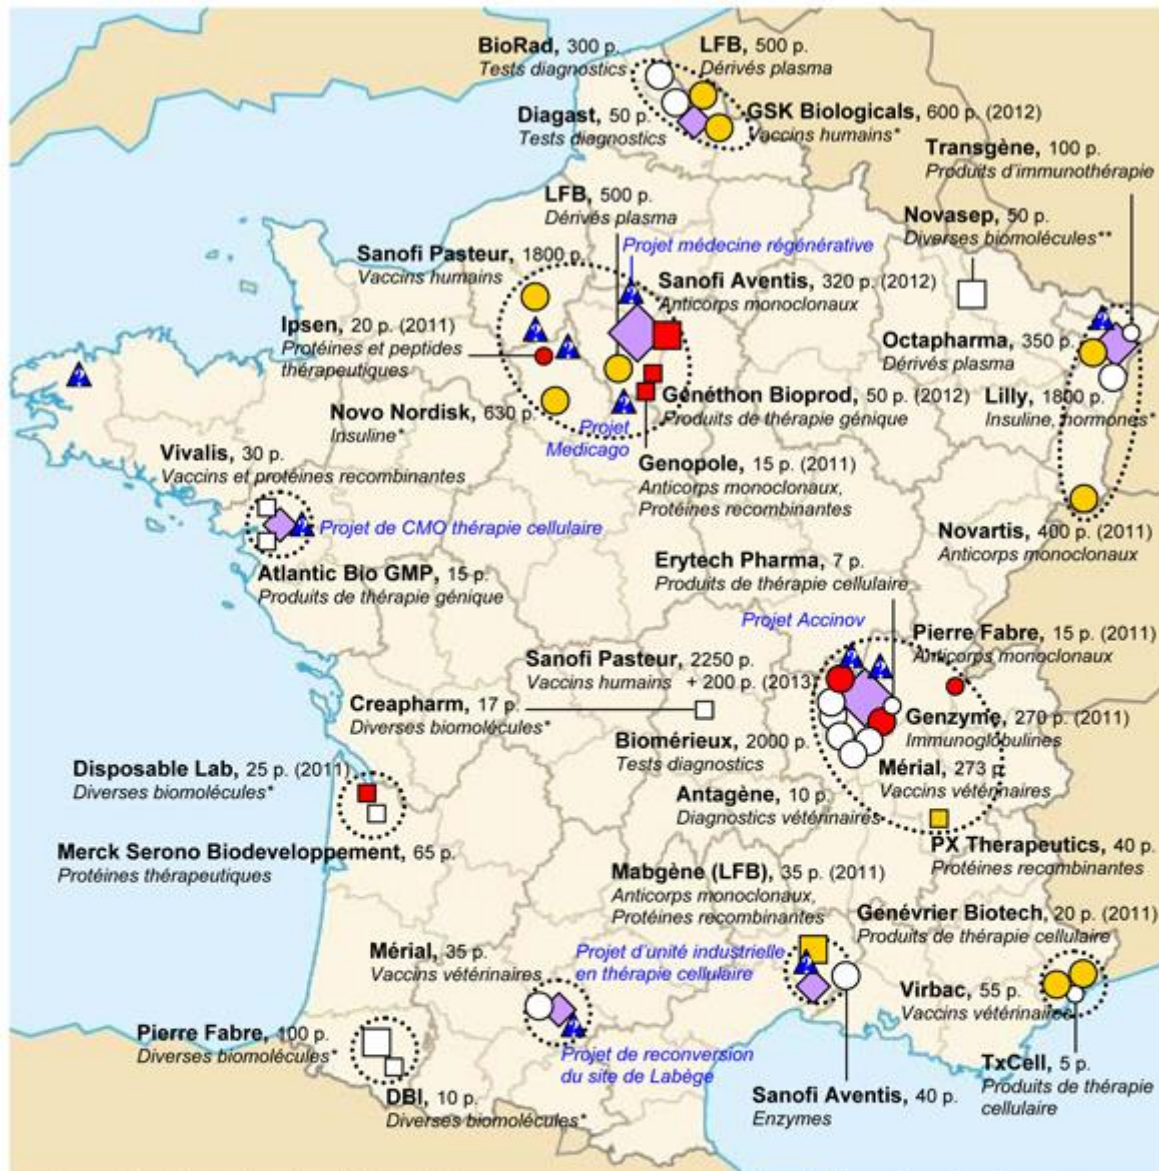 BioRad, 300 p.
Tests diagnostics
LFB, 500 p.
Dérivés plasma
Diagast, 50 p.
Tests diagnostics
GSK Biologicals, 600 p. (2012)
Vaccins humains*
Transgène, 100 p.
Produits d'immunothérapie
LFB, 500 p.
Dérivés plasma
Novasep, 50 p.
Diverses biomolécules**
Projet médecine régénérative
Sanofi Pasteur, 1800 p.
Vaccins humains
Sanofi Aventis, 320 p. (2012)
Anticorps monoclonaux
Ipsen, 20 p. (2011)
Protéines et peptides
thérapeutiques
Octapharma, 350 p.
Dérivés plasma
Novo Nordisk, 630 p.
Insuline*
Projet
Medicago
Généthon Bioprod, 50 p. (2012)
Produits de thérapie génique
Lilly, 1800 p.
Insuline, hormones*
Vivalis, 30 p.
Vaccins et protéines recombinantes
Genopole, 15 p. (2011)
Anticorps monoclonaux,
Protéines recombinantes
Projet de CMO thérapie cellulaire
Novartis, 400 p. (2011)
Anticorps monoclonaux
Atlantic Bio GMP, 15 p.
Produits de thérapie génique
Erytech Pharma, 7 p.
Produits de thérapie cellulaire
Projet Accinov
Pierre Fabre, 15 p. (2011)
Anticorps monoclonaux
Sanofi Pasteur, 2250 p.
Vaccins humains + 200 p. (2013)
Creapharm, 17 p.
Diverses biomolécules*
Genzyme, 270 p. (2011)
Immunoglobulines
Biomérieux, 2000 p.
Tests diagnostics
Disposable Lab, 25 p. (2011)
Diverses biomolécules*
Mérial, 273 p.
Vaccins vétérinaires
Antagène, 10 p.
Diagnostics vétérinaires
Merck Serono Biodeveloppement, 65 p.
Protéines thérapeutiques
PX Therapeutics, 40 p.
Protéines recombinantes
Mabgène (LFB), 35 p. (2011)
Anticorps monoclonaux,
Protéines recombinantes
Génévrier Biotech, 20 p. (2011)
Produits de thérapie cellulaire
Mérial, 35 p.
Vaccins vétérinaires
Projet d'unité industrielle
en thérapie cellulaire
Virbac, 55 p.
Vaccins vétérinaires
Pierre Fabre, 100 p.
Diverses biomolécules*
Projet de reconversion
du site de Labège
TxCell, 5 p.
Produits de thérapie
cellulaire
DBI, 10 p.
Diverses biomolécules*
Sanofi Aventis, 40 p.
Enzymes